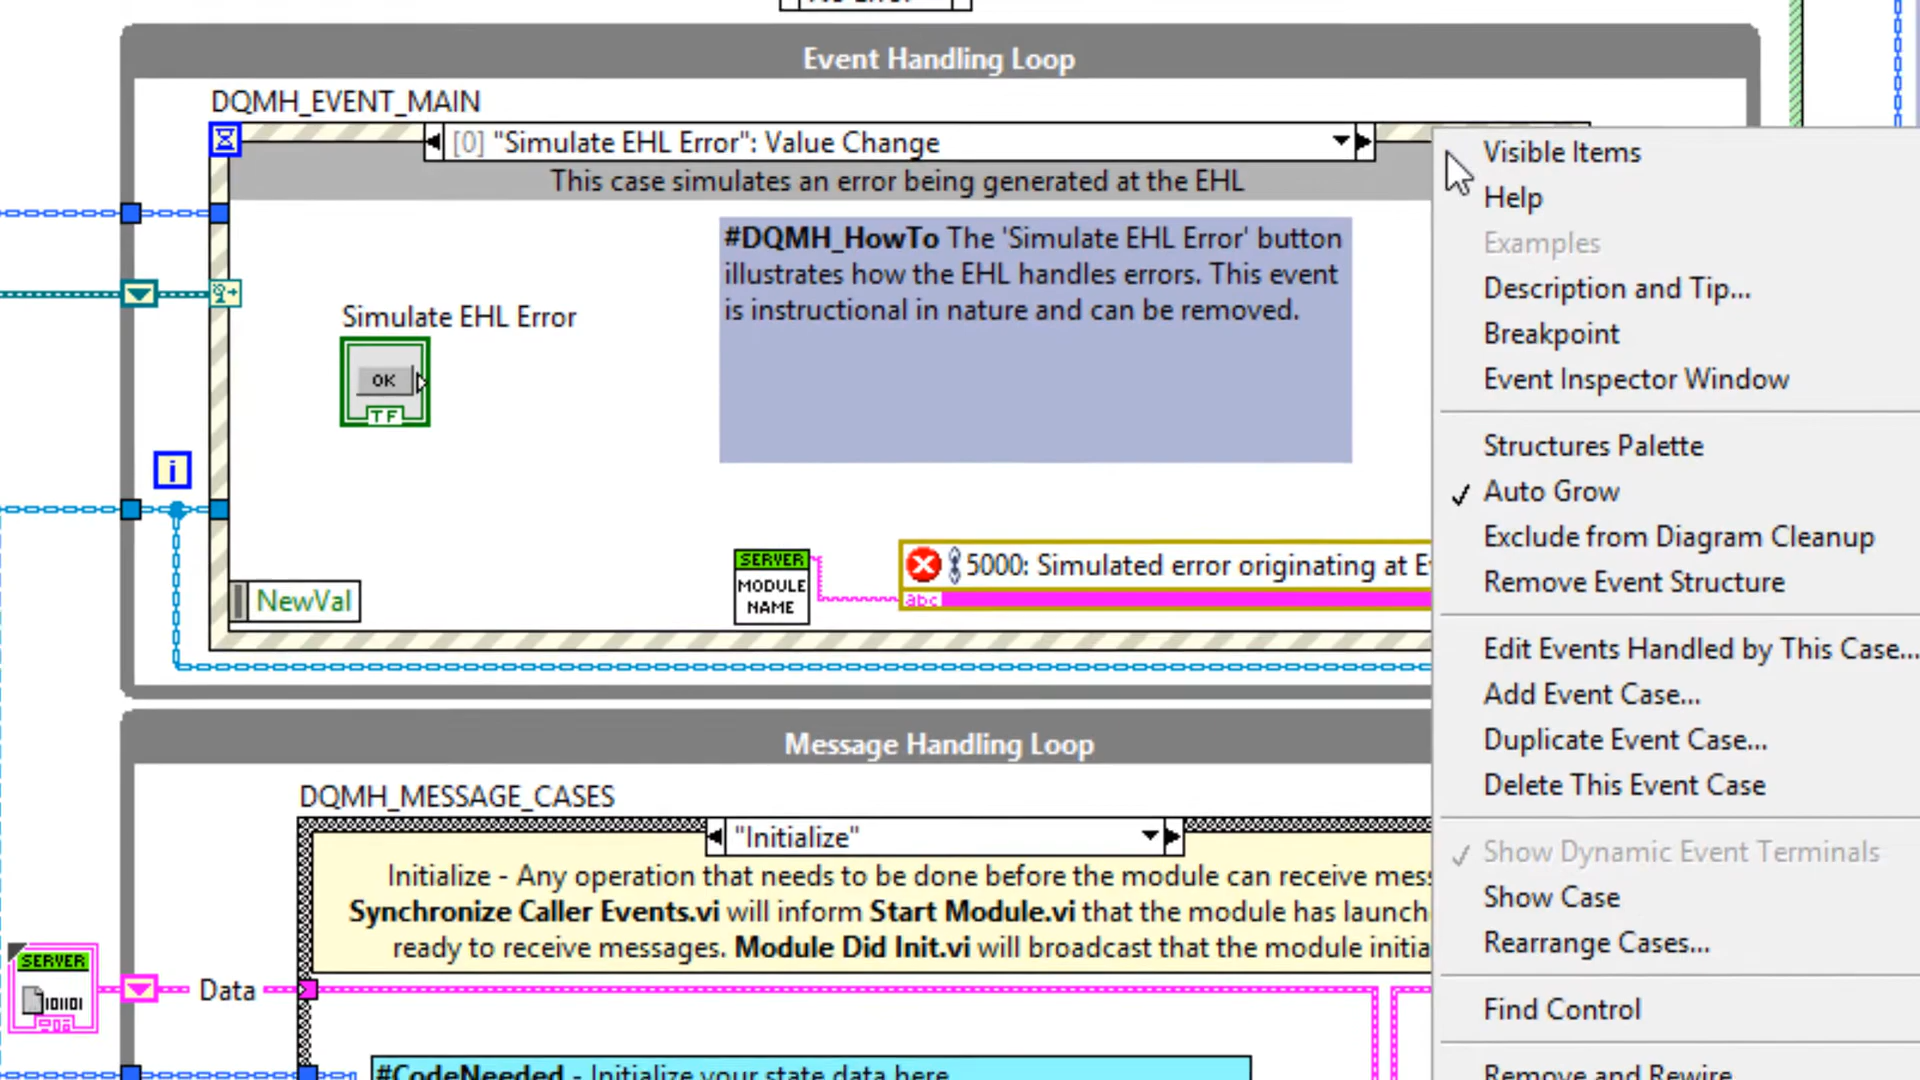 Event Handling Loop
DQMH_EVENT_MAIN
[0] "Simulate EHL Error": Value Change
This case simulates an error being generated at the EHL
#DQMH_HowTo The 'Simulate EHL Error' button
illustrates how the EHL handles errors. This event
is instructional in nature and can be removed.
Simulate EHL Error
OK
TF
i
NewVal
SERVER
MODULE
NAME
5000: Simulated error originating at
abc
Message Handling Loop
DQMH_MESSAGE_CASES
"Initialize"
Initialize - Any operation that needs to be done before the module can receive mess
Synchronize Caller Events.vi will inform Start Module.vi that the module has launch
ready to receive messages. Module Did Init.vi will broadcast that the module initia
SERVER
Data
#CodeNeeded - Initialize your state data here
Visible Items
Help
Examples
Description and Tip...
Breakpoint
Event Inspector Window
Structures Palette
Auto Grow
Exclude from Diagram Cleanup
Remove Event Structure
Edit Events Handled by This Case...
Add Event Case...
Duplicate Event Case...
Delete This Event Case
Show Dynamic Event Terminals
Show Case
Rearrange Cases...
Find Control
Remove and Rewire